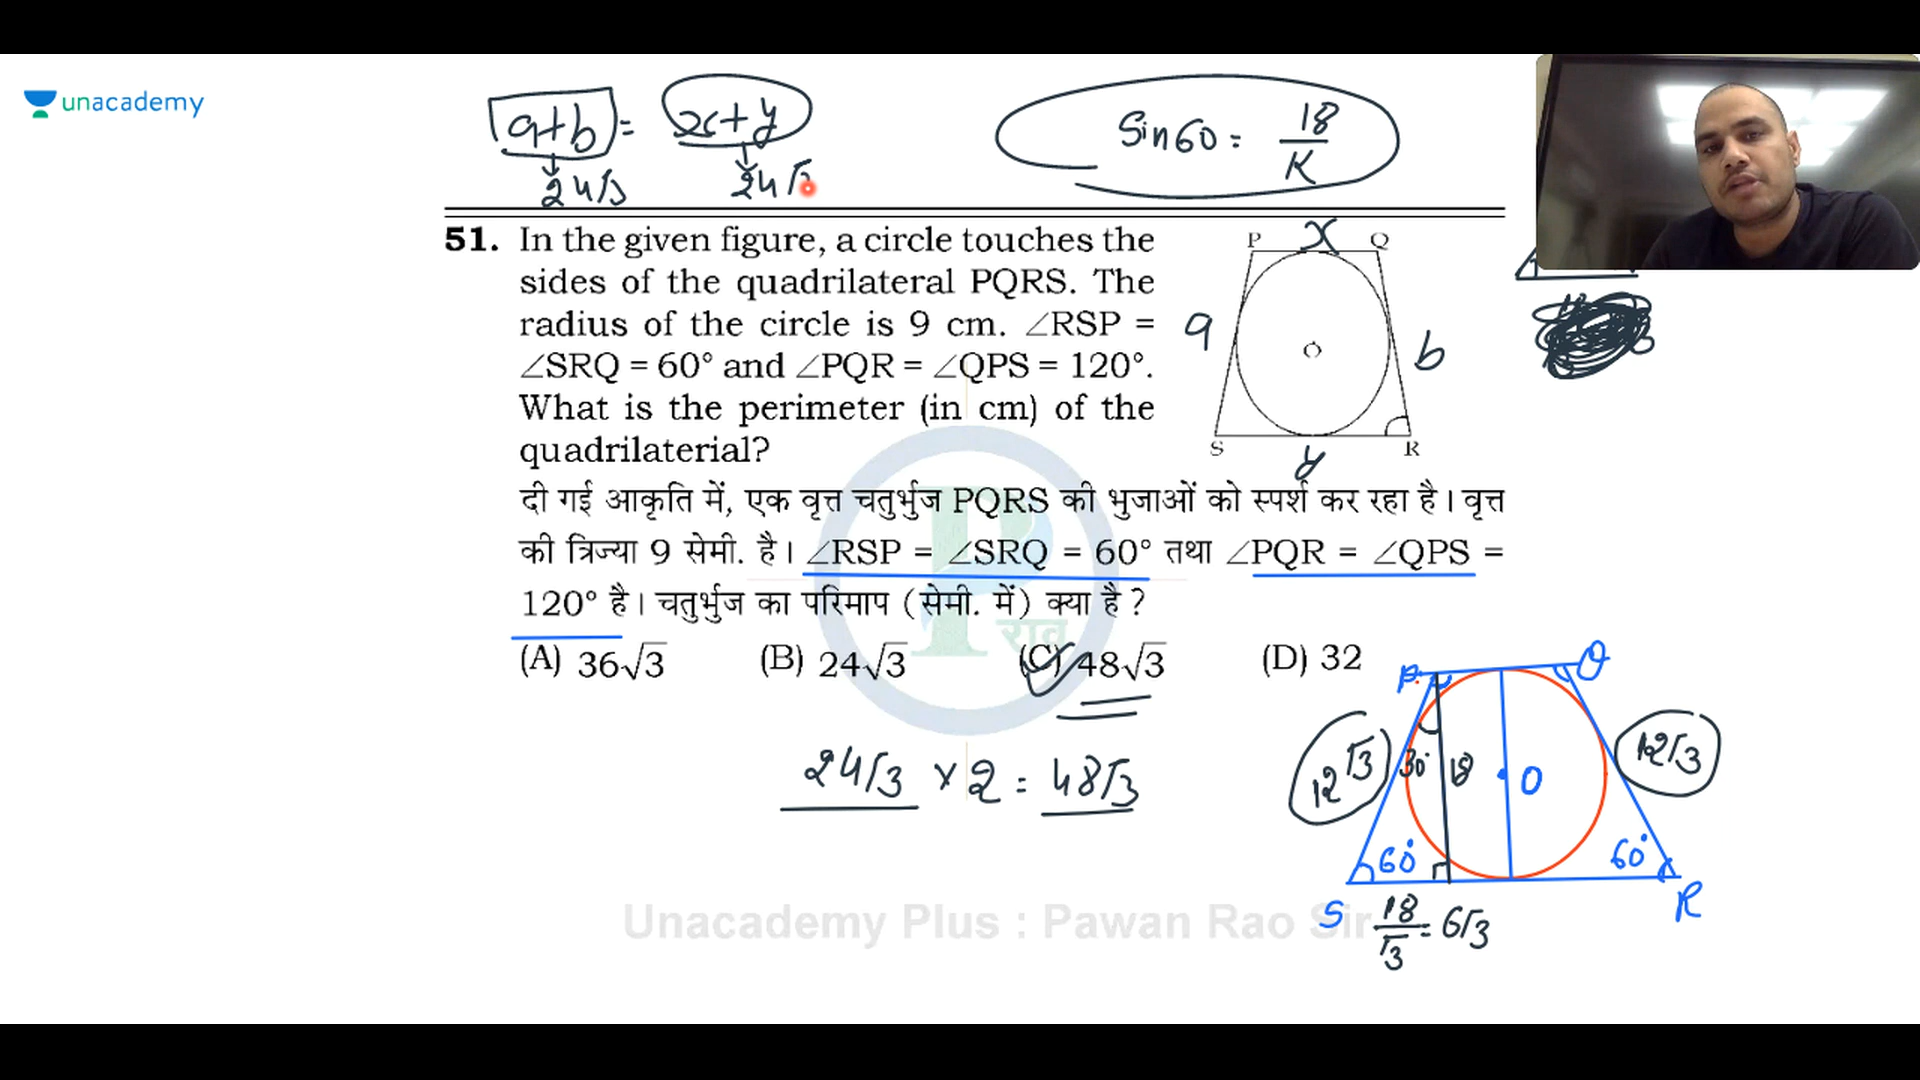 unacademy
a+b = x+y
24√3 24√3
Sin60 = 18/K
51. In the given figure, a circle touches the
sides of the quadrilateral PQRS. The
radius of the circle is 9 cm. ∠RSP =
∠SRQ = 60° and ∠PQR = ∠QPS = 120°.
What is the perimeter (in cm) of the
quadrilaterial?
P x Q
a b
O
S y R
दी गई आकृति में, एक वृत्त चतुर्भुज PQRS की भुजाओं को स्पर्श कर रहा है। वृत्त
की त्रिज्या 9 सेमी. है। ∠RSP = ∠SRQ = 60° तथा ∠PQR = ∠QPS =
120° है। चतुर्भुज का परिमाप (सेमी. में) क्या है?
राव
(A) 36√3 (B) 24√3 (C) 48√3 (D) 32
24√3 × 2 = 48√3
P Q
12√3 30° 18 O 12√3
60° 60°
S R
18/√3 = 6√3
Unacademy Plus : Pawan Rao Sir